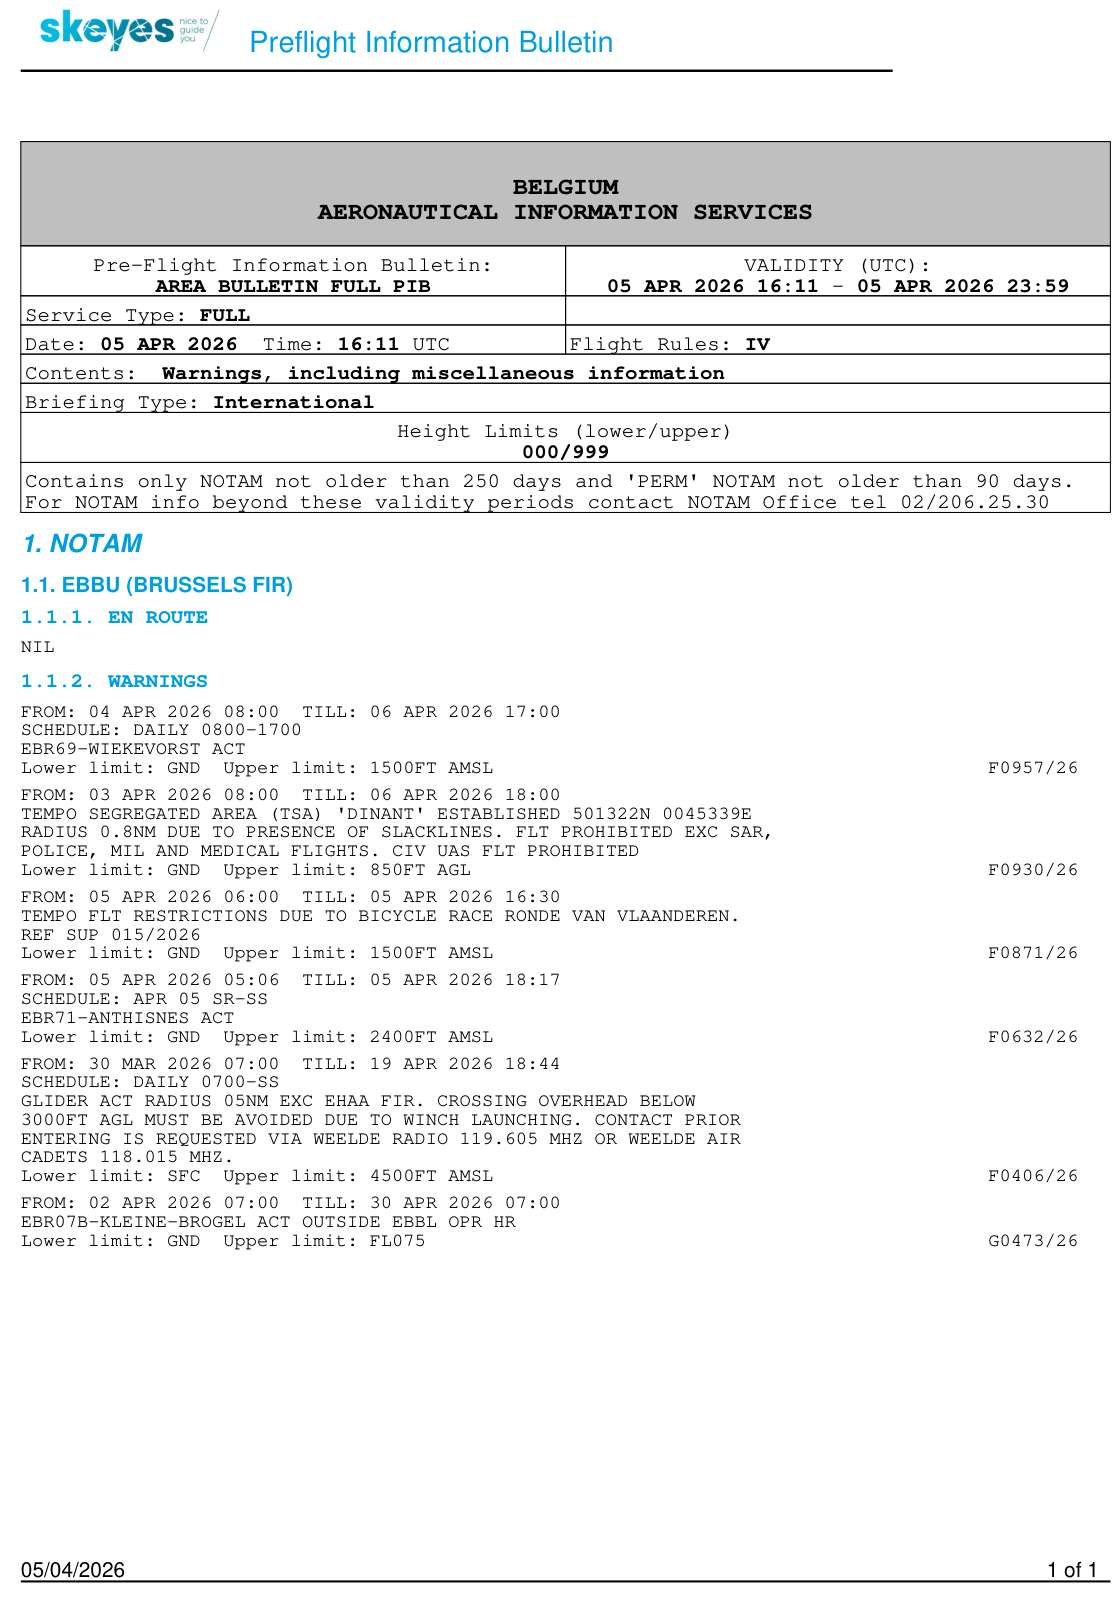 skeyes nice to guide you
Preflight Information Bulletin
BELGIUM
AERONAUTICAL INFORMATION SERVICES
Pre-Flight Information Bulletin:
AREA BULLETIN FULL PIB
VALIDITY (UTC):
05 APR 2026 16:11 - 05 APR 2026 23:59
Service Type: FULL
Date: 05 APR 2026  Time: 16:11 UTC
Flight Rules: IV
Contents:  Warnings, including miscellaneous information
Briefing Type: International
Height Limits (lower/upper)
000/999
Contains only NOTAM not older than 250 days and 'PERM' NOTAM not older than 90 days.
For NOTAM info beyond these validity periods contact NOTAM Office tel 02/206.25.30
1. NOTAM
1.1. EBBU (BRUSSELS FIR)
1.1.1. EN ROUTE
NIL
1.1.2. WARNINGS
FROM: 04 APR 2026 08:00  TILL: 06 APR 2026 17:00
SCHEDULE: DAILY 0800-1700
EBR69-WIEKEVORST ACT
Lower limit: GND  Upper limit: 1500FT AMSL F0957/26
FROM: 03 APR 2026 08:00  TILL: 06 APR 2026 18:00
TEMPO SEGREGATED AREA (TSA) 'DINANT' ESTABLISHED 501322N 0045339E
RADIUS 0.8NM DUE TO PRESENCE OF SLACKLINES. FLT PROHIBITED EXC SAR,
POLICE, MIL AND MEDICAL FLIGHTS. CIV UAS FLT PROHIBITED
Lower limit: GND  Upper limit: 850FT AGL F0930/26
FROM: 05 APR 2026 06:00  TILL: 05 APR 2026 16:30
TEMPO FLT RESTRICTIONS DUE TO BICYCLE RACE RONDE VAN VLAANDEREN.
REF SUP 015/2026
Lower limit: GND  Upper limit: 1500FT AMSL F0871/26
FROM: 05 APR 2026 05:06  TILL: 05 APR 2026 18:17
SCHEDULE: APR 05 SR-SS
EBR71-ANTHISNES ACT
Lower limit: GND  Upper limit: 2400FT AMSL F0632/26
FROM: 30 MAR 2026 07:00  TILL: 19 APR 2026 18:44
SCHEDULE: DAILY 0700-SS
GLIDER ACT RADIUS 05NM EXC EHAA FIR. CROSSING OVERHEAD BELOW
3000FT AGL MUST BE AVOIDED DUE TO WINCH LAUNCHING. CONTACT PRIOR
ENTERING IS REQUESTED VIA WEELDE RADIO 119.605 MHZ OR WEELDE AIR
CADETS 118.015 MHZ.
Lower limit: SFC  Upper limit: 4500FT AMSL F0406/26
FROM: 02 APR 2026 07:00  TILL: 30 APR 2026 07:00
EBR07B-KLEINE-BROGEL ACT OUTSIDE EBBL OPR HR
Lower limit: GND  Upper limit: FL075 G0473/26
05/04/2026 1 of 1